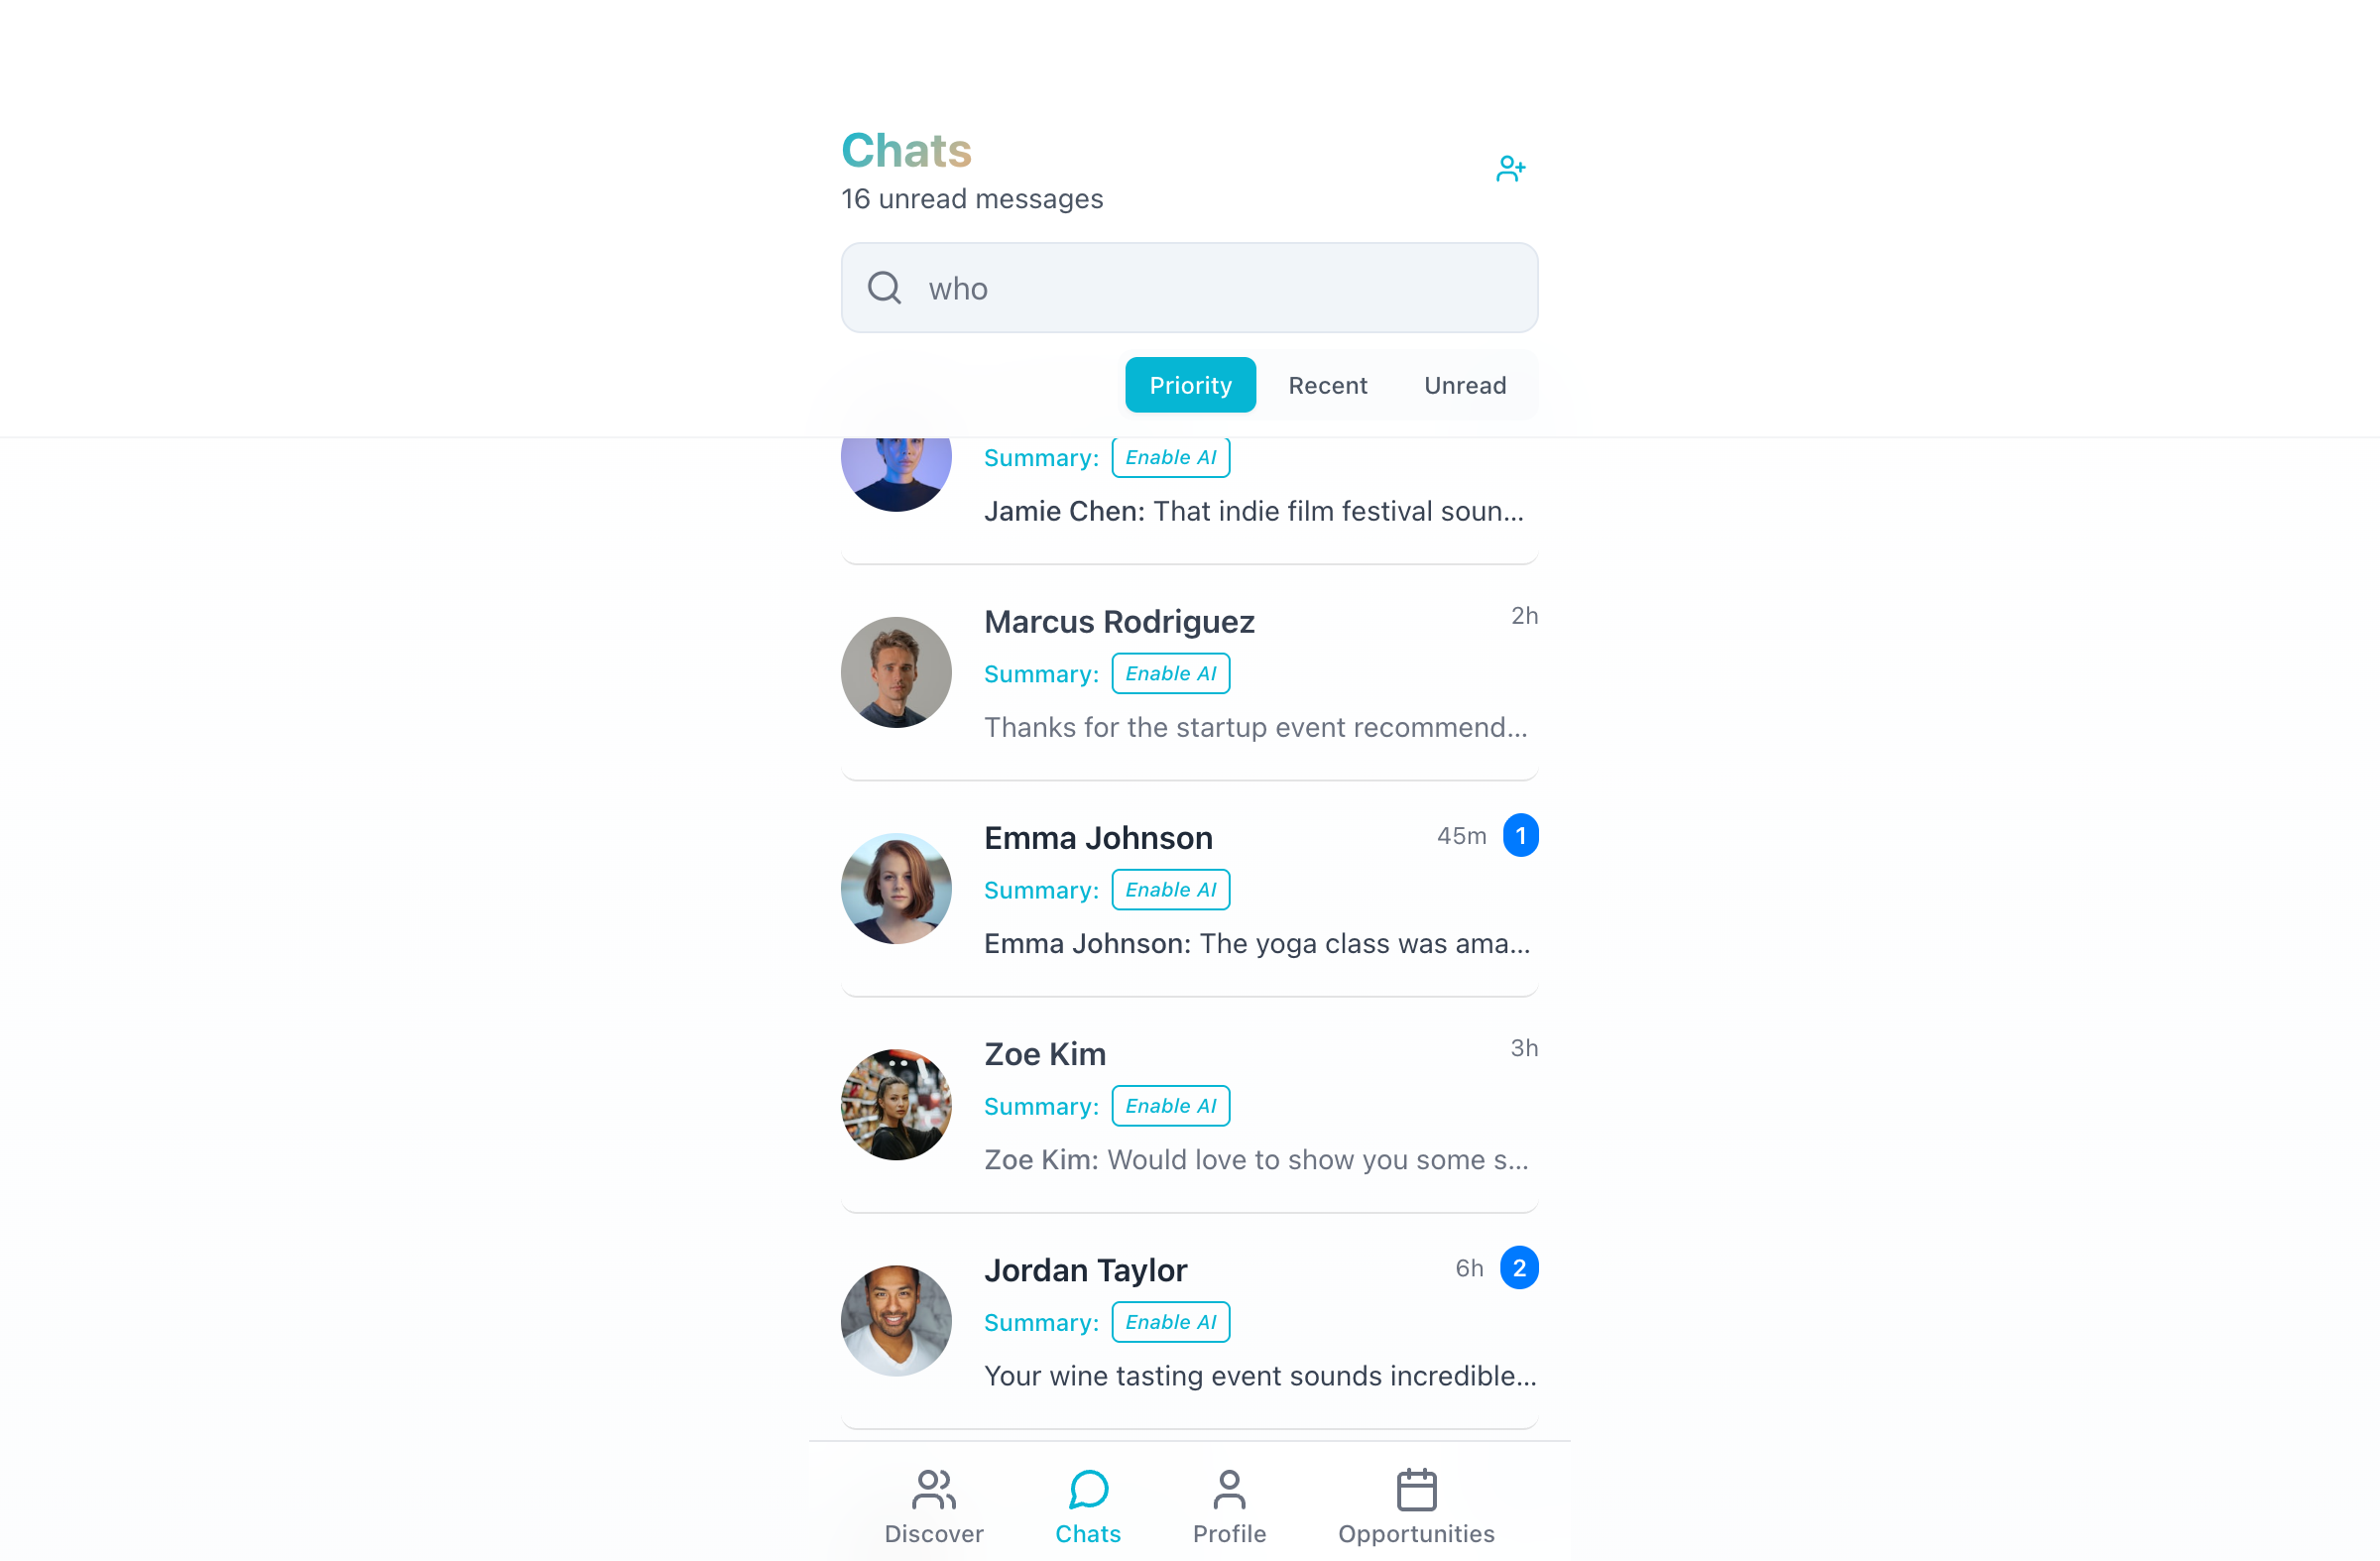 Chats
16 unread messages
who
Priority Recent Unread
Summary: Enable AI
Jamie Chen: That indie film festival soun...
Marcus Rodriguez 2h
Summary: Enable AI
Thanks for the startup event recommend...
Emma Johnson 45m 1
Summary: Enable AI
Emma Johnson: The yoga class was ama...
Zoe Kim 3h
Summary: Enable AI
Zoe Kim: Would love to show you some s...
Jordan Taylor 6h 2
Summary: Enable AI
Your wine tasting event sounds incredible...
Discover Chats Profile Opportunities